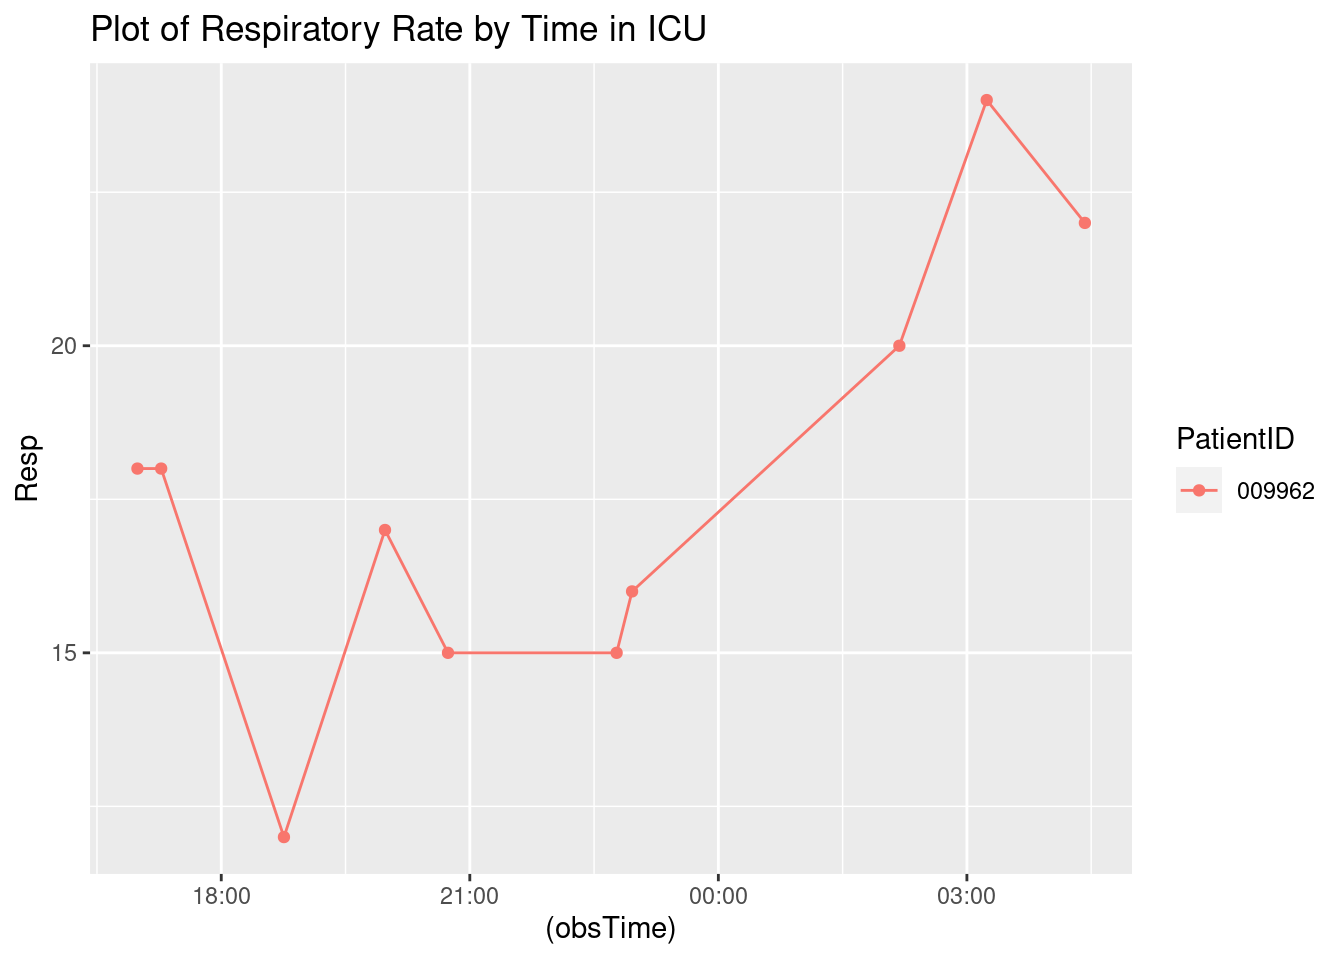 Plot of Respiratory Rate by Time in ICU
Resp
20
15
18:00
21:00
00:00
03:00
(obsTime)
PatientID
009962